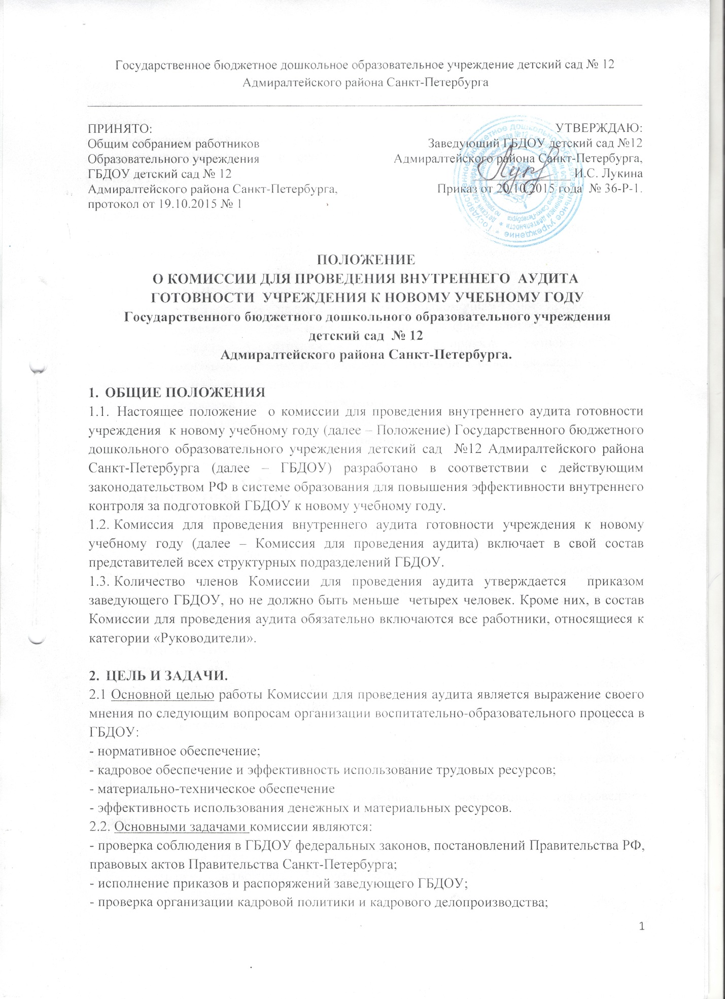 Государственное бюджетное дошкольное образовательное учреждение детский сад № 12
Адмиралтейского района Санкт-Петербурга
ПРИНЯТО:
Общим собранием работников
Образовательного учреждения
ГБДОУ детский сад № 12
Адмиралтейского района Санкт-Петербурга,
протокол от 19.10.2015 № 1
УТВЕРЖДАЮ:
Заведующий ГБДОУ детский сад №12
Адмиралтейского района Санкт-Петербурга,
И.С. Лукина
Приказ от 20.10.2015 года № 36-Р-1.
ПОЛОЖЕНИЕ
О КОМИССИИ ДЛЯ ПРОВЕДЕНИЯ ВНУТРЕННЕГО АУДИТА
ГОТОВНОСТИ УЧРЕЖДЕНИЯ К НОВОМУ УЧЕБНОМУ ГОДУ
Государственного бюджетного дошкольного образовательного учреждения
детский сад № 12
Адмиралтейского района Санкт-Петербурга.
1. ОБЩИЕ ПОЛОЖЕНИЯ
1.1. Настоящее положение о комиссии для проведения внутреннего аудита готовности
учреждения к новому учебному году (далее – Положение) Государственного бюджетного
дошкольного образовательного учреждения детский сад №12 Адмиралтейского района
Санкт-Петербурга (далее – ГБДОУ) разработано в соответствии с действующим
законодательством РФ в системе образования для повышения эффективности внутреннего
контроля за подготовкой ГБДОУ к новому учебному году.
1.2. Комиссия для проведения внутреннего аудита готовности учреждения к новому
учебному году (далее – Комиссия для проведения аудита) включает в свой состав
представителей всех структурных подразделений ГБДОУ.
1.3. Количество членов Комиссии для проведения аудита утверждается приказом
заведующего ГБДОУ, но не должно быть меньше четырех человек. Кроме них, в состав
Комиссии для проведения аудита обязательно включаются все работники, относящиеся к
категории «Руководители».
2. ЦЕЛЬ И ЗАДАЧИ.
2.1 Основной целью работы Комиссии для проведения аудита является выражение своего
мнения по следующим вопросам организации воспитательно-образовательного процесса в
ГБДОУ:
- нормативное обеспечение;
- кадровое обеспечение и эффективность использование трудовых ресурсов;
- материально-техническое обеспечение
- эффективность использования денежных и материальных ресурсов.
2.2. Основными задачами комиссии являются:
- проверка соблюдения в ГБДОУ федеральных законов, постановлений Правительства РФ,
правовых актов Правительства Санкт-Петербурга;
- исполнение приказов и распоряжений заведующего ГБДОУ;
- проверка организации кадровой политики и кадрового делопроизводства;
1